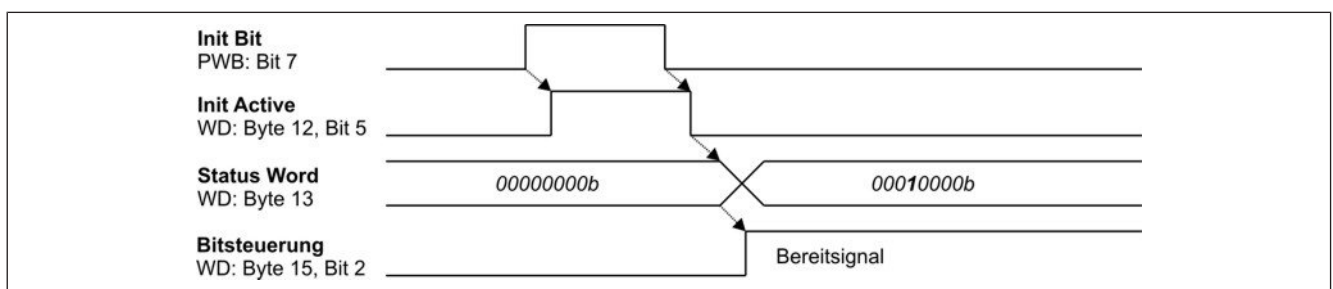 Init Bit
PWB: Bit 7
Init Active
WD: Byte 12, Bit 5
Status Word
WD: Byte 13
00000000b
00010000b
Bitsteuerung
WD: Byte 15, Bit 2
Bereitsignal